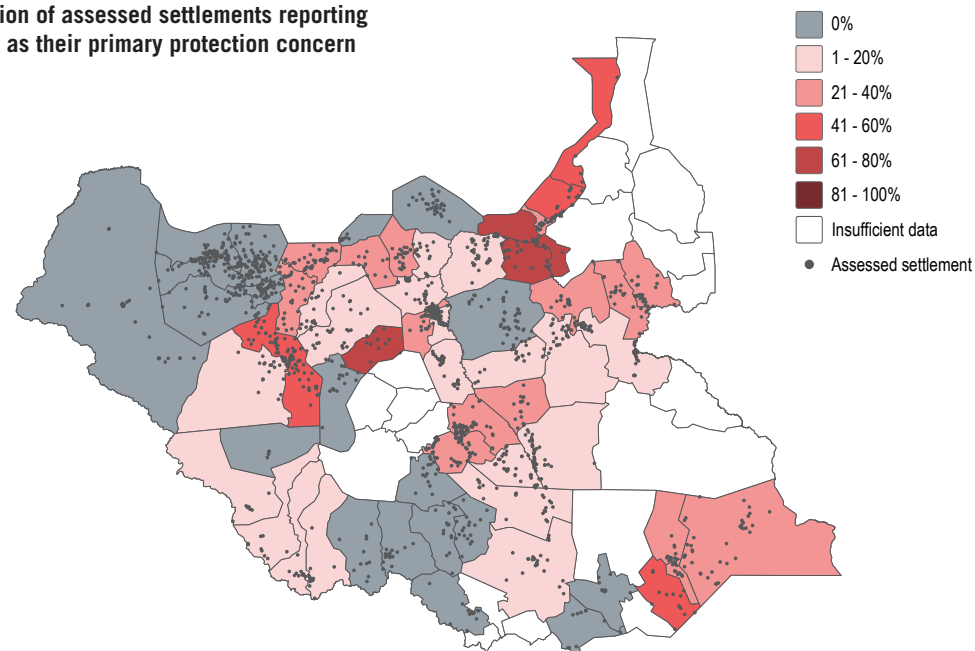 of assessed settlements reporting
as their primary protection concern
0%
1 - 20%
21 - 40%
41 - 60%
61 - 80%
81 - 100%
Insufficient data
Assessed settlement